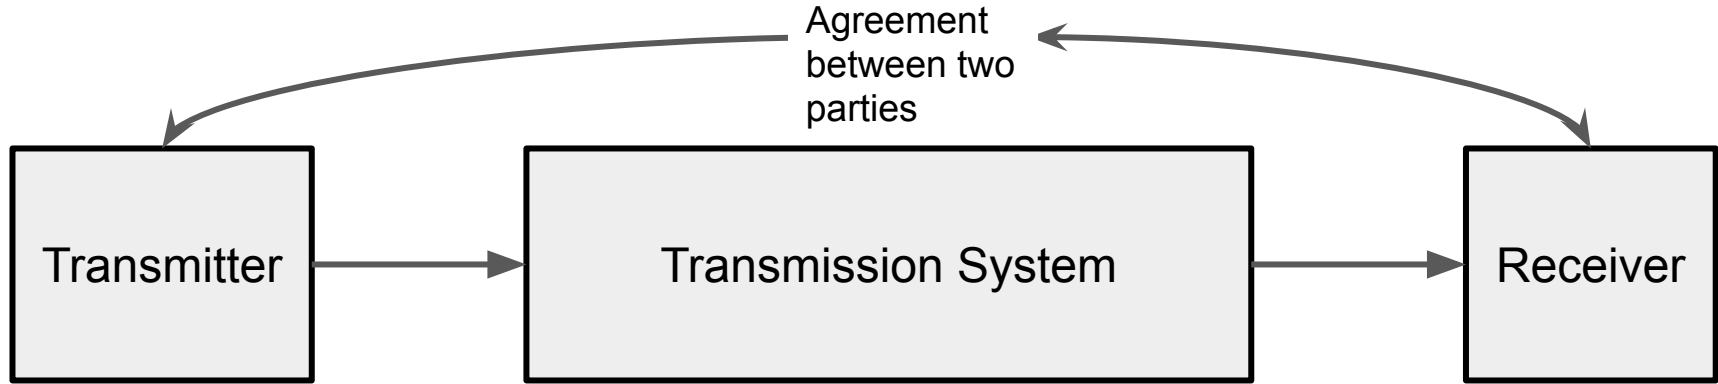 Agreement
between two
parties
Transmitter
Transmission System
Receiver